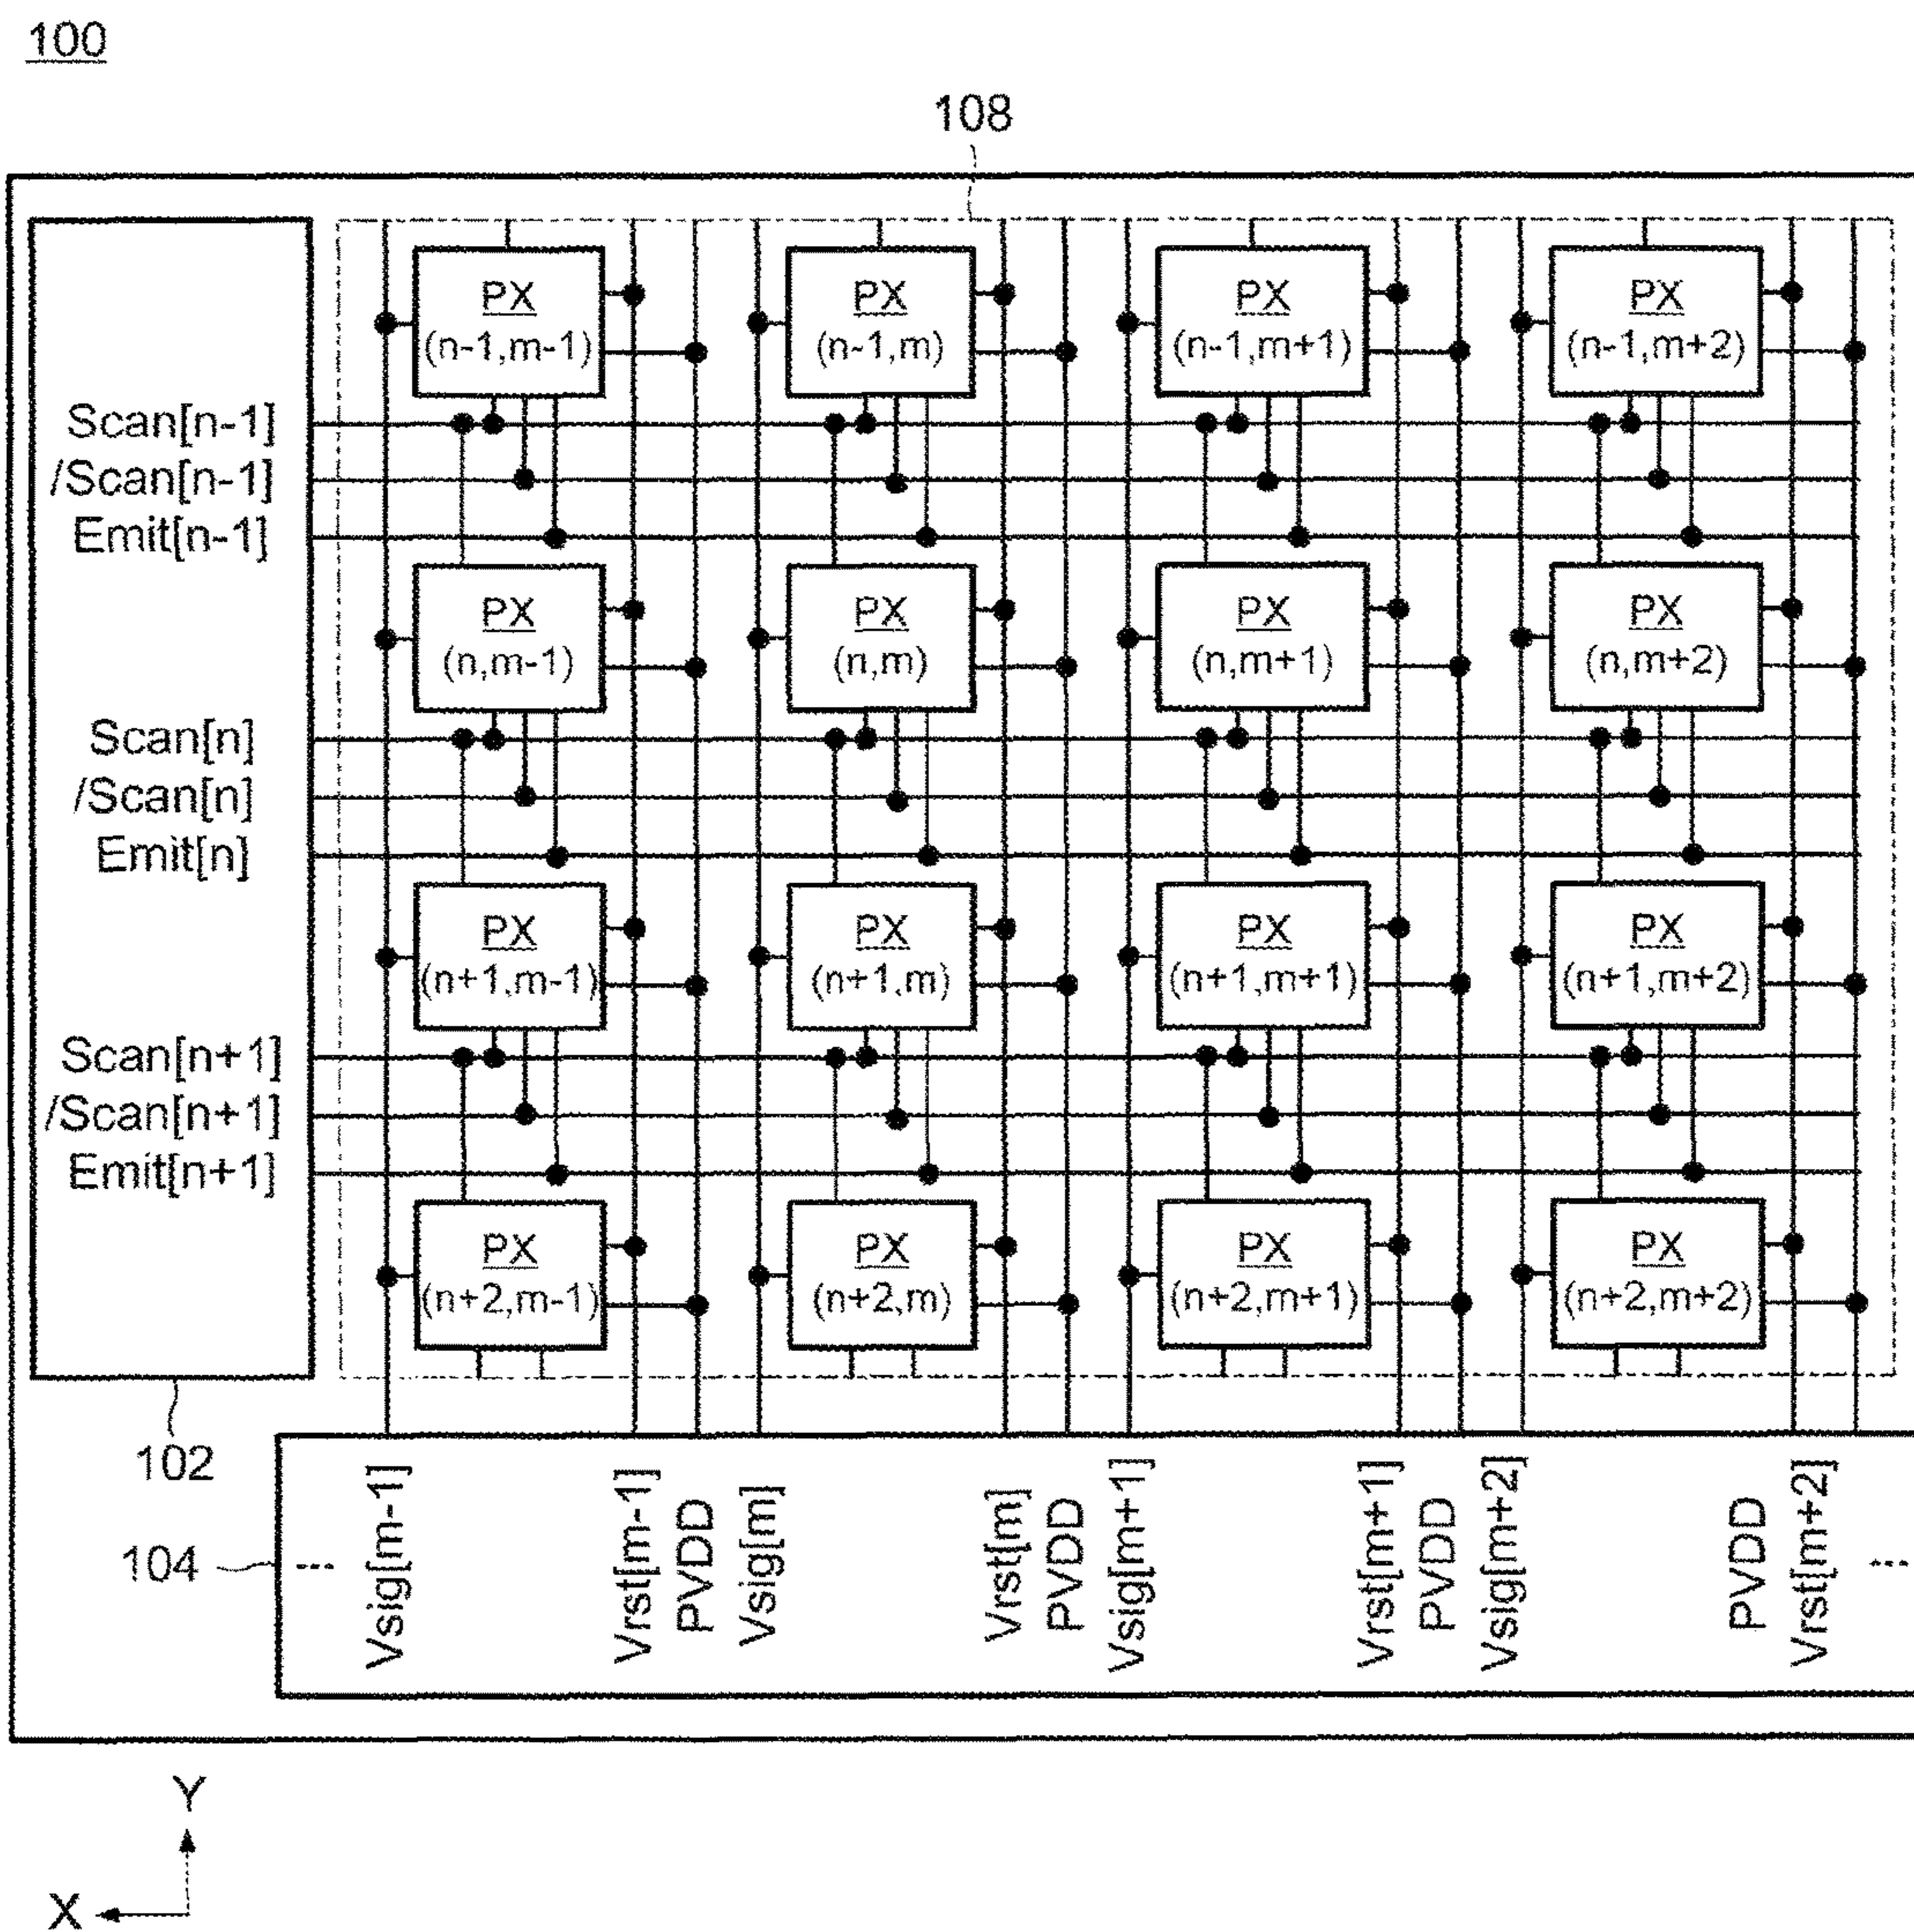 100
108
PX PX PX PX
(n-1,m-1) (n-1,m) (n-1,m+1) (n-1,m+2)
Scan[n-1]
/Scan[n-1]
Emit[n-1]
PX PX PX PX
(n,m-1) (n,m) (n,m+1) (n,m+2)
Scan[n]
/Scan[n]
Emit[n]
PX PX PX PX
(n+1,m-1) (n+1,m) (n+1,m+1) (n+1,m+2)
Scan[n+1]
/Scan[n+1]
Emit[n+1]
PX PX PX PX
(n+2,m-1) (n+2,m) (n+2,m+1) (n+2,m+2)
102
104
...
Vsig[m-1]
Vrst[m-1]
PVDD
Vsig[m]
Vrst[m]
PVDD
Vsig[m+1]
Vrst[m+1]
PVDD
Vsig[m+2]
PVDD
Vrst[m+2]
...
Y
X